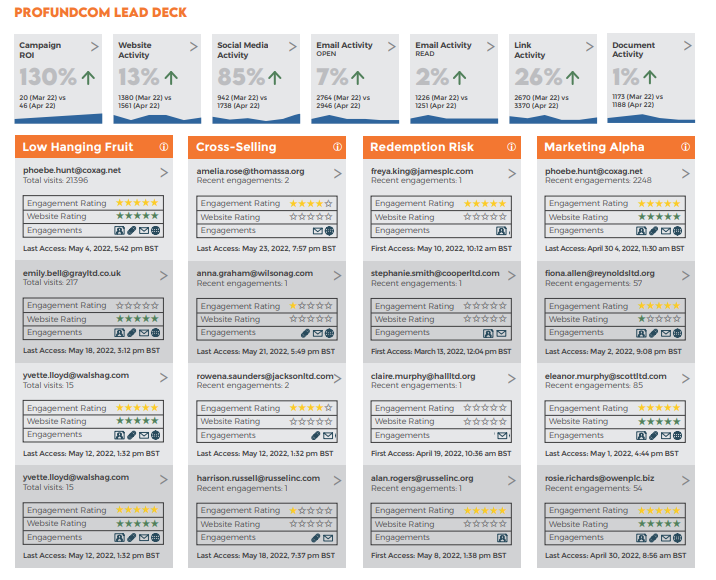 PROFUNDCOM LEAD DECK
Campaign
ROI
130%
20 (Mar 22) vs
46 (Apr 22)
Website
Activity
13%
1380 (Mar 22) vs
1561 (Apr 22)
Social Media
Activity
85%
942 (Mar 22) vs
1738 (Apr 22)
Email Activity
OPEN
7%
2764 (Mar 22) vs
2946 (Apr 22)
Email Activity
READ
2%
1226 (Mar 22) vs
1251 (Apr 22)
Link
Activity
26%
2670 (Mar 22) vs
3370 (Apr 22)
Document
Activity
1%
1173 (Mar 22) vs
1188 (Apr 22)
Low Hanging Fruit
phoebe.hunt@coxag.net
Total visits: 21396
Engagement Rating
Website Rating
Engagements
Last Access: May 4, 2022, 5:42 pm BST
emily.bell@grayltd.co.uk
Total visits: 217
Engagement Rating
Website Rating
Engagements
Last Access: May 18, 2022, 3:12 pm BST
yvette.lloyd@walshag.com
Total visits: 15
Engagement Rating
Website Rating
Engagements
Last Access: May 12, 2022, 1:32 pm BST
yvette.lloyd@walshag.com
Total visits: 15
Engagement Rating
Website Rating
Engagements
Last Access: May 12, 2022, 1:32 pm BST
Cross-Selling
amelia.rose@thomassa.org
Recent engagements: 2
Engagement Rating
Website Rating
Engagements
Last Access: May 23, 2022, 7:57 pm BST
anna.graham@wilsonag.com
Recent engagements: 1
Engagement Rating
Website Rating
Engagements
Last Access: May 21, 2022, 5:49 pm BST
rowena.saunders@jacksonltd.com
Recent engagements: 2
Engagement Rating
Website Rating
Engagements
Last Access: May 12, 2022, 1:32 pm BST
harrison.russell@russelinc.com
Recent engagements: 1
Engagement Rating
Website Rating
Engagements
Last Access: May 18, 2022, 7:37 pm BST
Redemption Risk
freya.king@jamesplc.com
Recent engagements: 1
Engagement Rating
Website Rating
Engagements
First Access: May 10, 2022, 10:12 am BST
stephanie.smith@cooperltd.com
Recent engagements: 1
Engagement Rating
Website Rating
Engagements
First Access: March 13, 2022, 12:04 pm BST
claire.murphy@hallltd.org
Recent engagements: 1
Engagement Rating
Website Rating
Engagements
First Access: April 19, 2022, 10:36 am BST
alan.rogers@russelinc.org
Recent engagements: 1
Engagement Rating
Website Rating
Engagements
First Access: May 8, 2022, 1:38 pm BST
Marketing Alpha
phoebe.hunt@coxag.net
Recent engagements: 2248
Engagement Rating
Website Rating
Engagements
Last Access: April 30 4, 2022, 11:30 am BST
fiona.allen@reynoldsltd.org
Recent engagements: 57
Engagement Rating
Website Rating
Engagements
Last Access: May 2, 2022, 9:08 pm BST
eleanor.murphy@scottltd.com
Recent engagements: 85
Engagement Rating
Website Rating
Engagements
Last Access: May 1, 2022, 4:44 pm BST
rosie.richards@owenplc.biz
Recent engagements: 54
Engagement Rating
Website Rating
Engagements
Last Access: April 30, 2022, 8:56 am BST